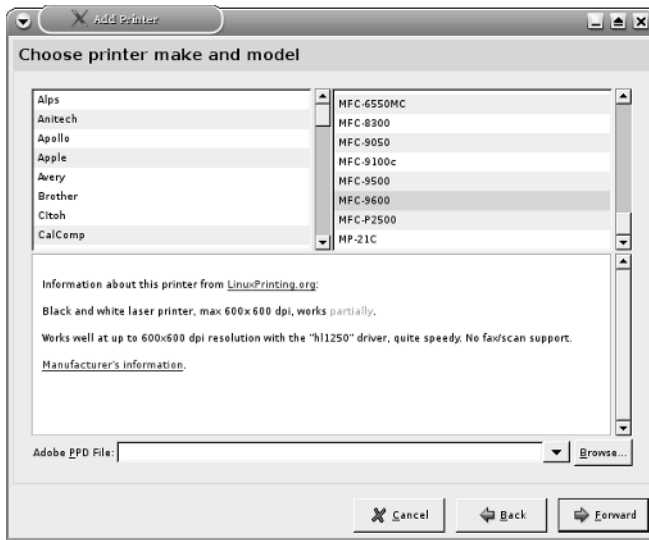 Add Printer
Choose printer make and model
Alps
Anitech
Apollo
Apple
Avery
Brother
Citoh
CalComp
MFC-6550MC
MFC-8300
MFC-9050
MFC-9100c
MFC-9500
MFC-9600
MFC-P2500
MP-21C
Information about this printer from LinuxPrinting.org:
Black and white laser printer, max 600x600 dpi, works partially.
Works well at up to 600x600 dpi resolution with the "hl1250" driver, quite speedy. No fax/scan support.
Manufacturer's information.
Adobe PPD File:
Browse...
Cancel
Back
Forward